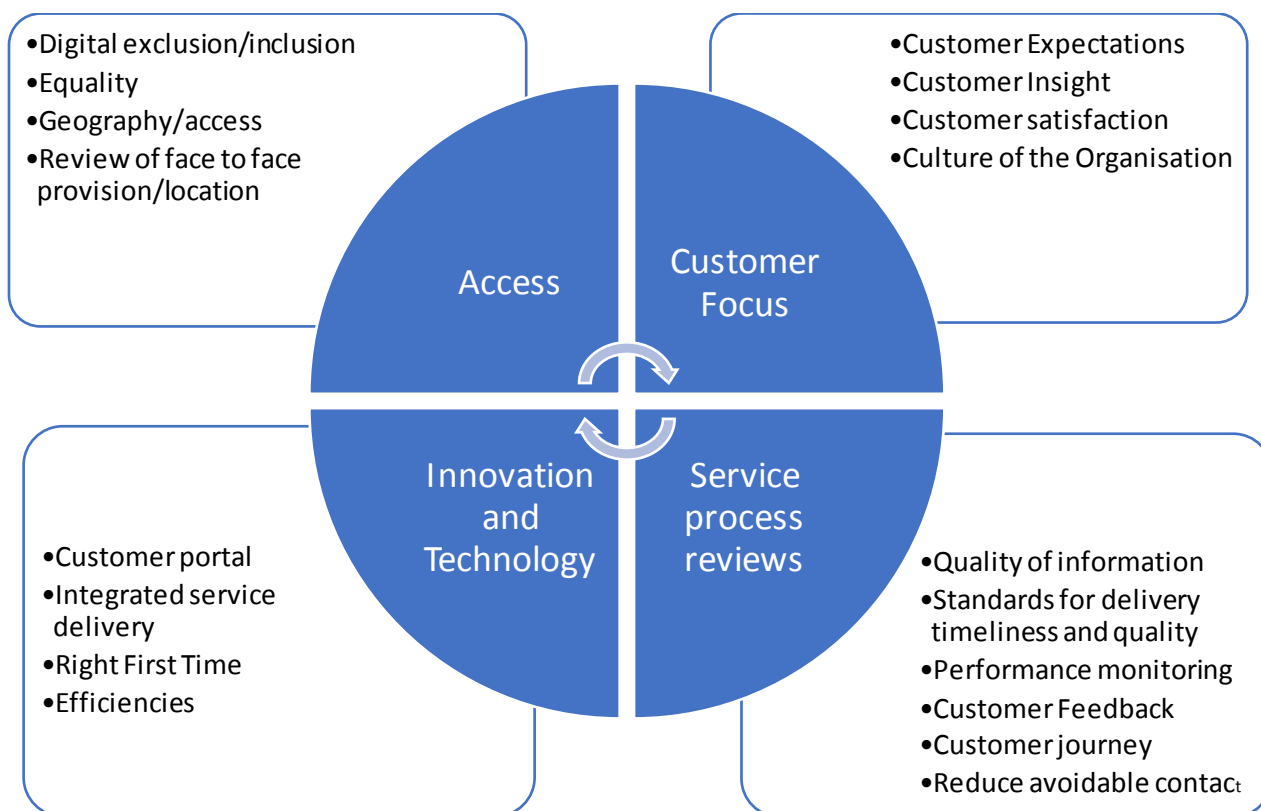 •Digital exclusion/inclusion
•Equality
•Geography/access
•Review of face to face
provision/location
•Customer Expectations
•Customer Insight
•Customer satisfaction
•Culture of the Organisation
Access
Customer
Focus
Innovation
and
Technology
Service
process
reviews
•Customer portal
•Integrated service
delivery
•Right First Time
•Efficiencies
•Quality of information
•Standards for delivery
timeliness and quality
•Performance monitoring
•Customer Feedback
•Customer journey
•Reduce avoidable contact